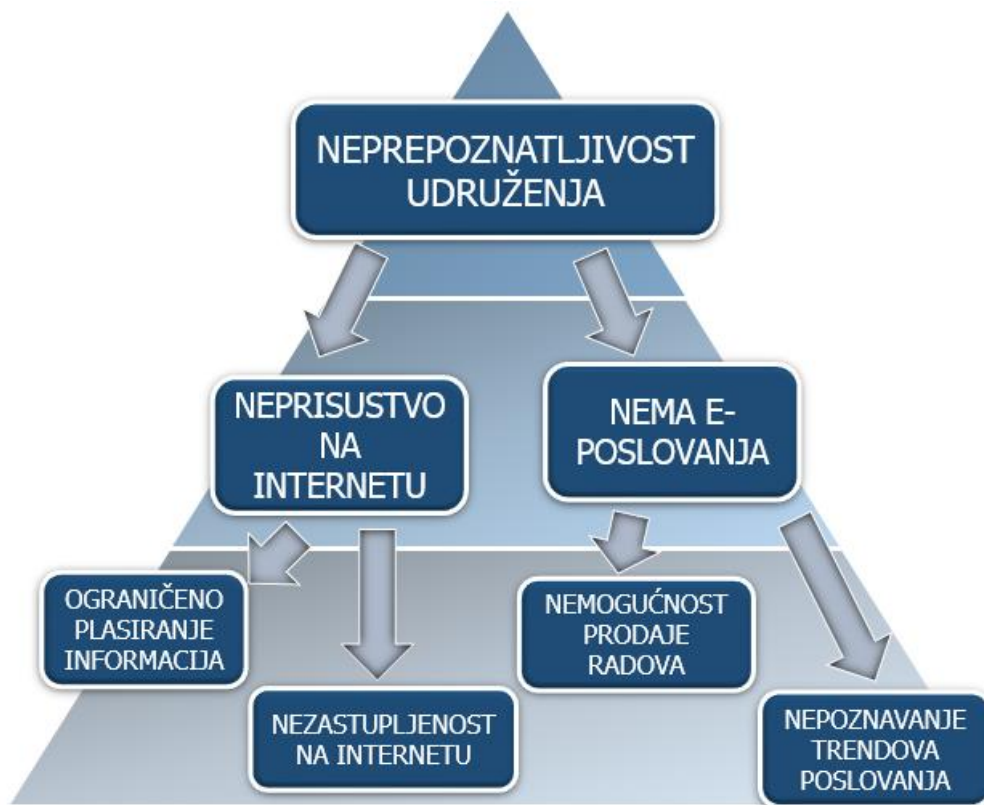 NEPREPOZNATLJIVOST
UDRUŽENJA
NEPRISUSTVO
NA
INTERNETU
NEMA E-
POSLOVANJA
OGRANIČENO
PLASIRANJE
INFORMACIJA
NEZASTUPLJENOST
NA INTERNETU
NEMOGUĆNOST
PRODAJE
RADOVA
NEPOZNAVANJE
TRENDOVA
POSLOVANJA